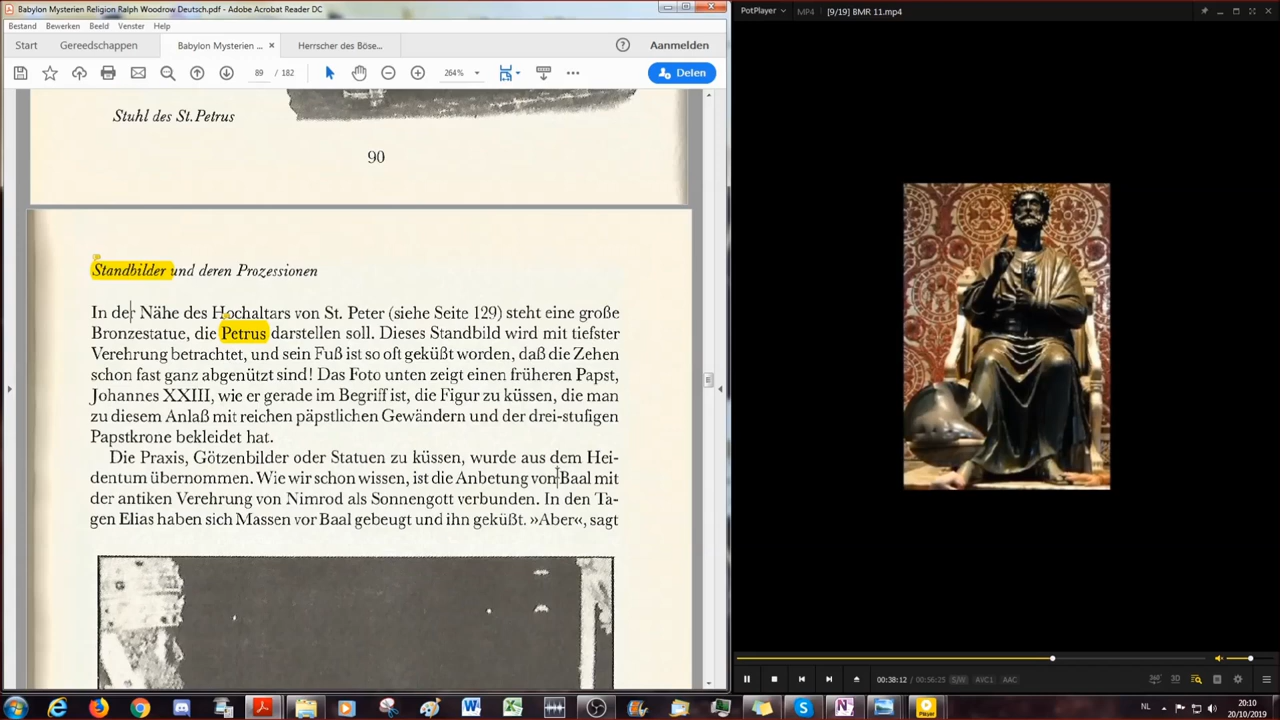 Babylon Mysterien Religion Ralph Woodrow Deutsch.pdf - Adobe Acrobat Reader DC
Bestand Bewerken Beeld Venster Help
Start Gereedschappen Babylon Mysterien ... × Herrscher des Böse... Aanmelden
89 / 182 264% Delen
Stuhl des St. Petrus
90
Standbilder und deren Prozessionen
In der Nähe des Hochaltars von St. Peter (siehe Seite 129) steht eine große
Bronzestatue, die Petrus darstellen soll. Dieses Standbild wird mit tiefster
Verehrung betrachtet, und sein Fuß ist so oft geküßt worden, daß die Zehen
schon fast ganz abgenützt sind! Das Foto unten zeigt einen früheren Papst,
Johannes XXIII, wie er gerade im Begriff ist, die Figur zu küssen, die man
zu diesem Anlaß mit reichen päpstlichen Gewändern und der drei-stufigen
Papstkrone bekleidet hat.
Die Praxis, Götzenbilder oder Statuen zu küssen, wurde aus dem Hei-
dentum übernommen. Wie wir schon wissen, ist die Anbetung von Baal mit
der antiken Verehrung von Nimrod als Sonnengott verbunden. In den Ta-
gen Elias haben sich Massen vor Baal gebeugt und ihn geküßt. »Aber«, sagt
PotPlayer MP4 [9/19] BMR 11.mp4
00:38:12 / 00:56:25 S/W AVC1 AAC
360° 3D
Player
NL
20:10
20/10/2019